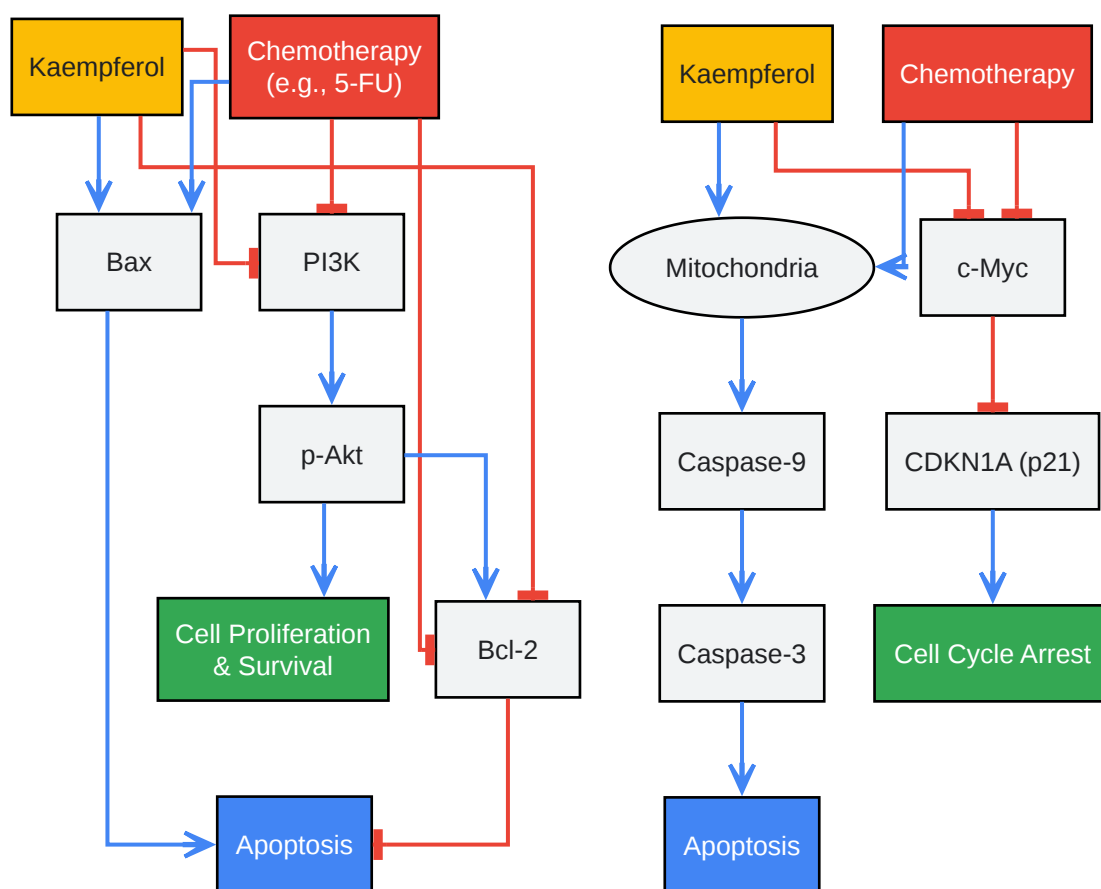 Kaempferol
Chemotherapy
(e.g., 5-FU)
Bax
PI3K
p-Akt
Cell Proliferation
& Survival
Bcl-2
Apoptosis
Kaempferol
Chemotherapy
Mitochondria
c-Myc
Caspase-9
CDKN1A (p21)
Caspase-3
Cell Cycle Arrest
Apoptosis